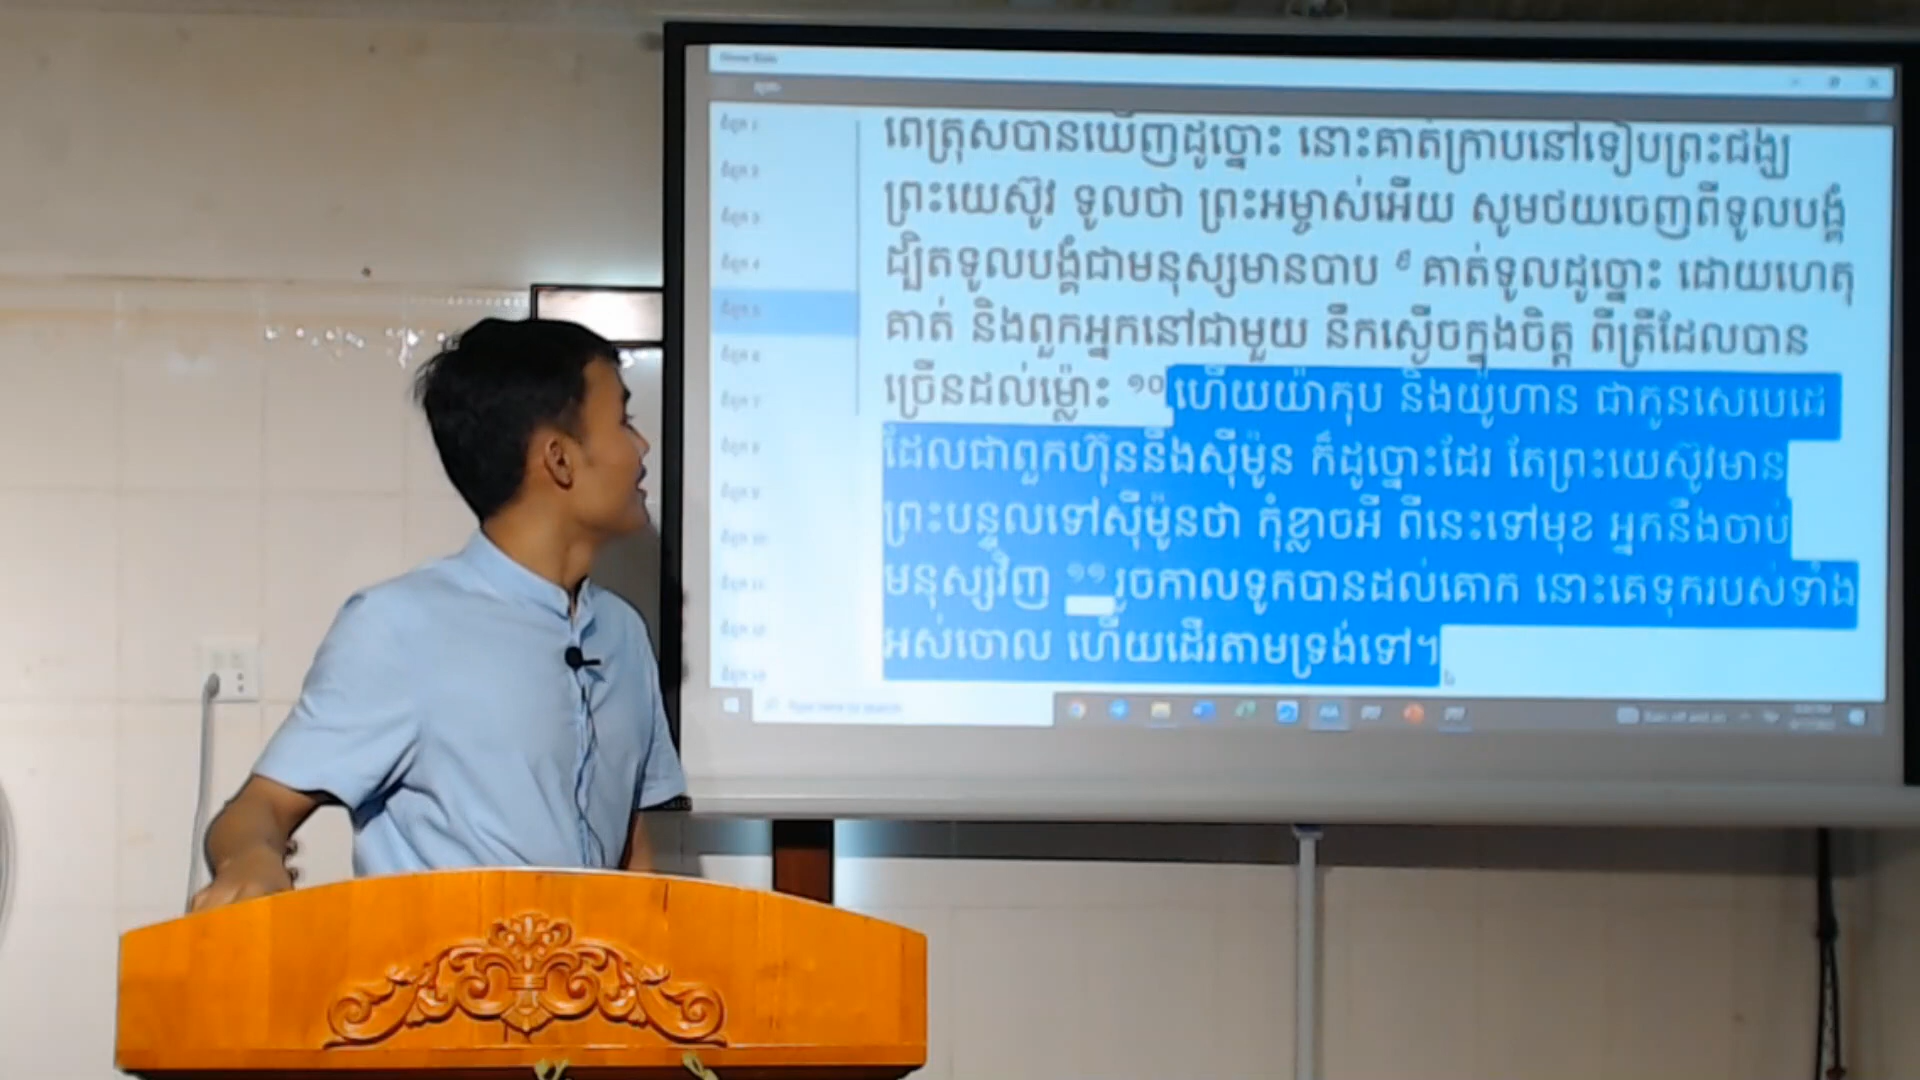 ពេត្រុសបានឃើញដូច្នោះ នោះគាត់ក្រាបនៅទៀបព្រះជង្ឃ
ព្រះយេស៊ូវ ទូលថា ព្រះអម្ចាស់អើយ សូមថយចេញពីទូលបង្គំ
ដ្បិតទូលបង្គំជាមនុស្សមានបាប ៩ គាត់ទូលដូច្នោះ ដោយហេតុ
គាត់ និងពួកអ្នកនៅជាមួយ នឹកស្ងើចក្នុងចិត្ត ពីត្រីដែលបាន
ច្រើនដល់ម៉្លោះ ១០ ហើយយ៉ាកុប និងយ៉ូហាន ជាកូនសេបេដេ
ដែលជាពួកហ៊ុននឹងស៊ីម៉ូន ក៏ដូច្នោះដែរ តែព្រះយេស៊ូវមាន
ព្រះបន្ទូលទៅស៊ីម៉ូនថា កុំខ្លាចអី ពីនេះទៅមុខ អ្នកនឹងចាប់
មនុស្សវិញ ១១ រួចកាលទូកបានដល់គោក នោះគេទុករបស់ទាំង
អស់ចោល ហើយដើរតាមទ្រង់ទៅ។
Type here to search